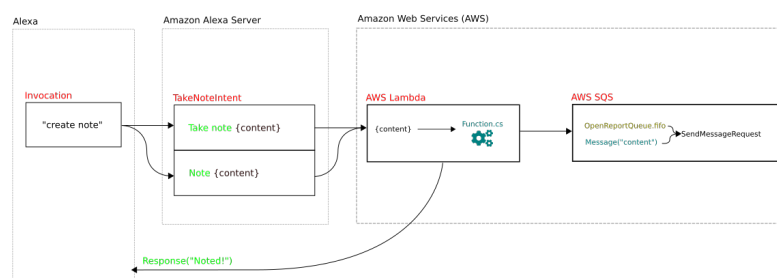 Alexa
Amazon Alexa Server
Amazon Web Services (AWS)
Invocation
"create note"
TakeNoteIntent
Take note {content}
Note {content}
AWS Lambda
{content}
Function.cs
AWS SQS
OpenReportQueue.fifo
Message("content")
SendMessageRequest
Response("Noted!")